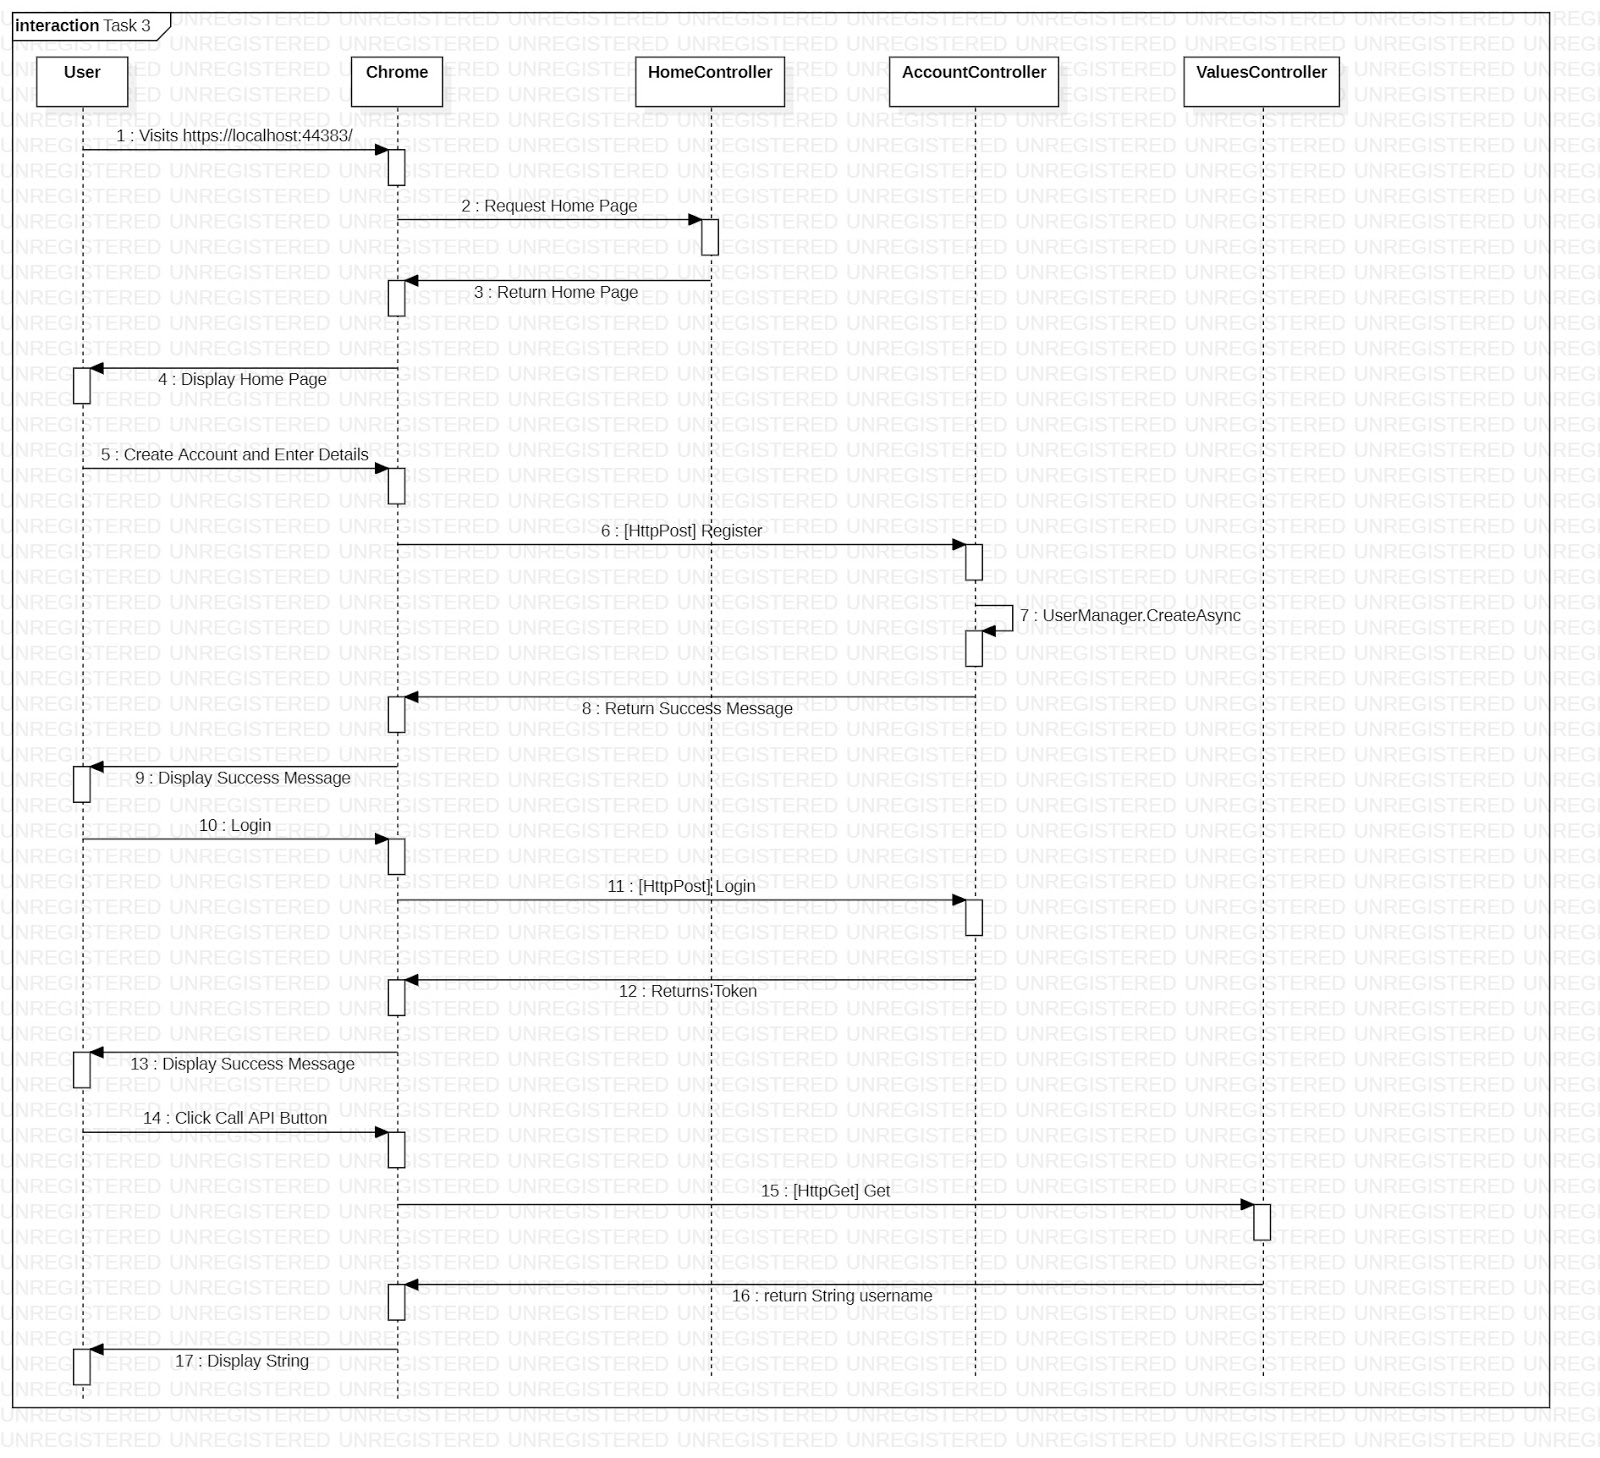 interaction Task 3
User
Chrome
HomeController
AccountController
ValuesController
1 : Visits https://localhost:44383/
2 : Request Home Page
3 : Return Home Page
4 : Display Home Page
5 : Create Account and Enter Details
6 : [HttpPost] Register
7 : UserManager.CreateAsync
8 : Return Success Message
9 : Display Success Message
10 : Login
11 : [HttpPost] Login
12 : Returns Token
13 : Display Success Message
14 : Click Call API Button
15 : [HttpGet] Get
16 : return String username
17 : Display String
UNREGISTERED UNREGISTERED UNREGISTERED UNREGISTERED UNREGISTERED UNREGISTERED UNREGISTERED UNREGISTERED UNREGISTERED UNREGI